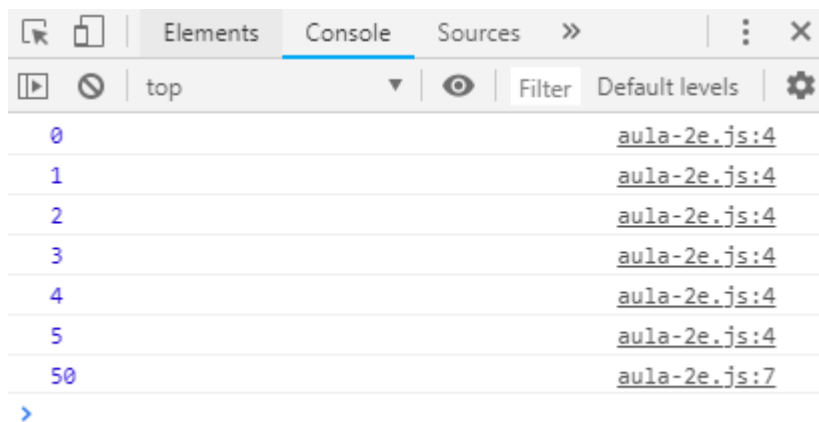 Elements Console Sources »
top Filter Default levels
0 aula-2e.js:4
1 aula-2e.js:4
2 aula-2e.js:4
3 aula-2e.js:4
4 aula-2e.js:4
5 aula-2e.js:4
50 aula-2e.js:7
>